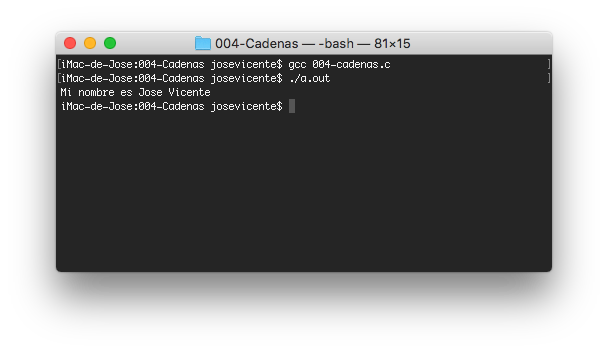 004-Cadenas — -bash — 81×15
[iMac-de-Jose:004-Cadenas josevicente$ gcc 004-cadenas.c ]
[iMac-de-Jose:004-Cadenas josevicente$ ./a.out ]
Mi nombre es Jose Vicente
iMac-de-Jose:004-Cadenas josevicente$